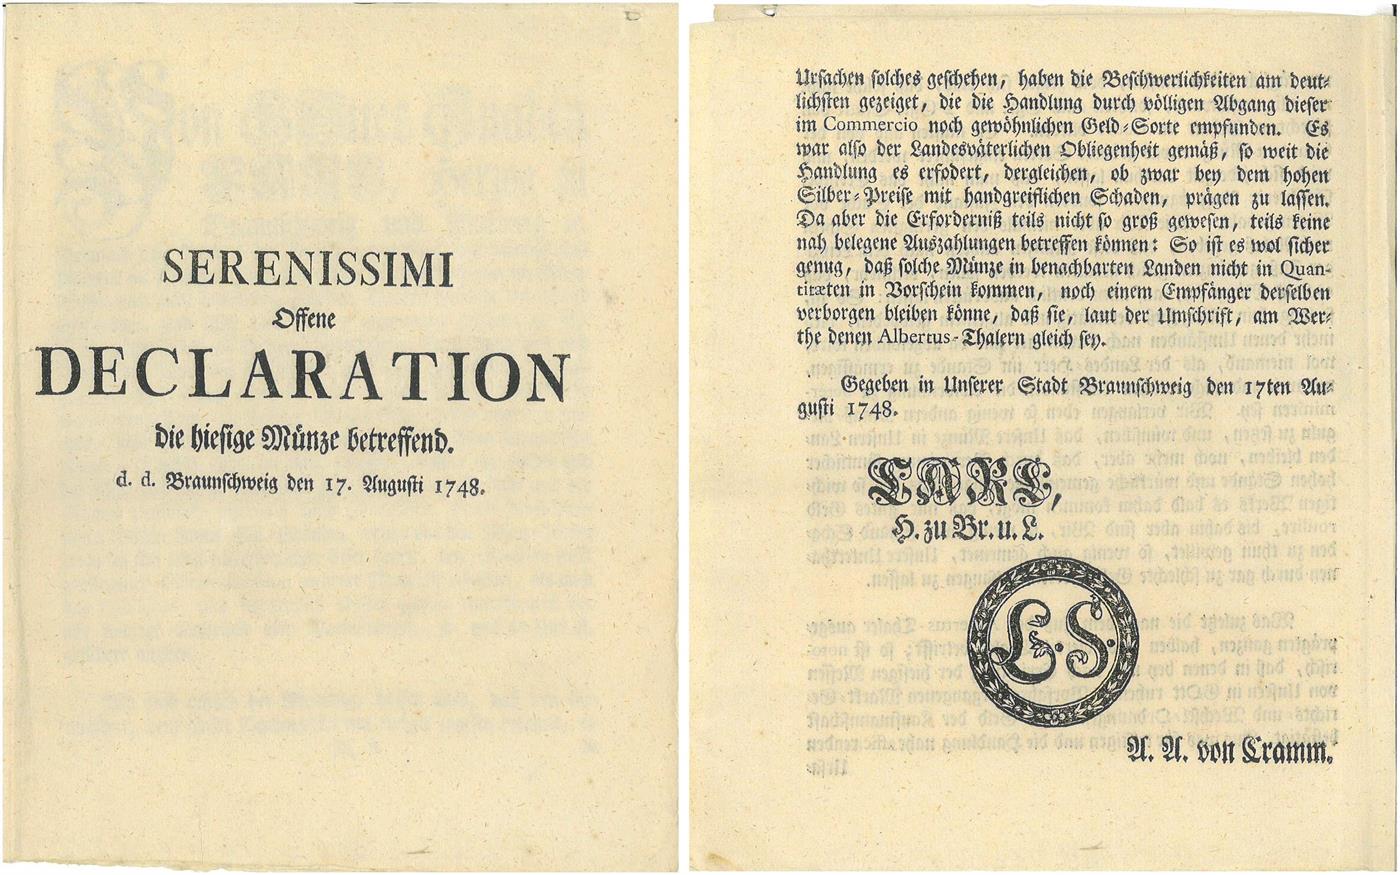 SERENISSIMI
Offene
DECLARATION
die hiesige Münze betreffend.
d. d. Braunschweig den 17. Augusti 1748.
Ursachen solches geschehen, haben die Beschwerlichkeiten am deut-
lichsten gezeiget, die die Handlung durch völligen Abgang dieser
im Commercio noch gewöhnlichen Geld-Sorte empfunden. Es
war also der Landesväterlichen Obliegenheit gemäß, so weit die
Handlung es erfodert, dergleichen, ob zwar bey dem hohen
Silber-Preise mit handgreiflichen Schaden, prägen zu lassen.
Da aber die Erforderniß teils nicht so groß gewesen, teils keine
nah belegene Auszahlungen betreffen können: So ist es wol sicher
genug, daß solche Münze in benachbarten Landen nicht in Quan-
titæten in Vorschein kommen, noch einem Empfänger derselben
verborgen bleiben könne, daß sie, laut der Umschrift, am Wer-
the denen Albertus-Thalern gleich sey.
Gegeben in Unserer Stadt Braunschweig den 17ten Au-
gusti 1748.
CARL,
H. zu Br. u. L.
L. S.
A. A. von Cramm.